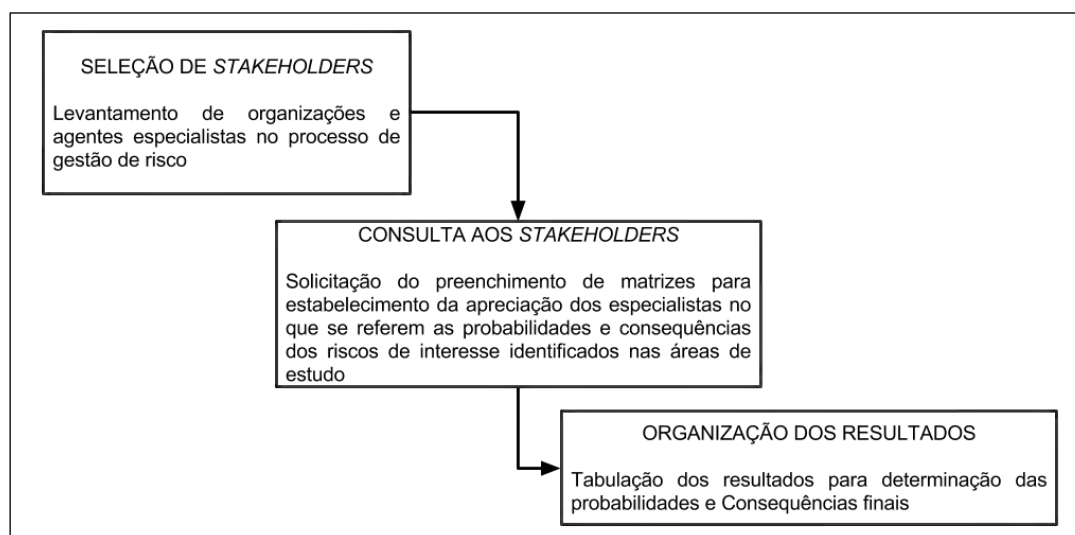 SELEÇÃO DE STAKEHOLDERS
Levantamento de organizações e
agentes especialistas no processo de
gestão de risco
CONSULTA AOS STAKEHOLDERS
Solicitação do preenchimento de matrizes para
estabelecimento da apreciação dos especialistas no
que se referem as probabilidades e consequências
dos riscos de interesse identificados nas áreas de
estudo
ORGANIZAÇÃO DOS RESULTADOS
Tabulação dos resultados para determinação das
probabilidades e Consequências finais